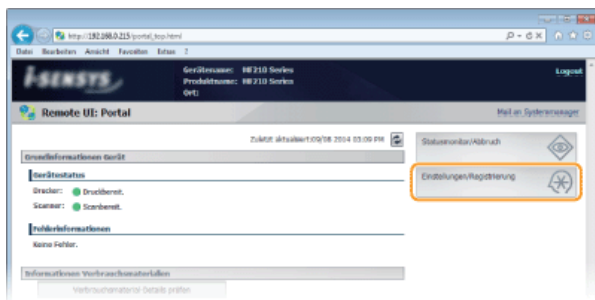 http://192.168.0.215/portal_top.html
Datei Bearbeiten Ansicht Favoriten Extras ?
i-SENSYS
Gerätename: MF210 Series
Produktname: MF210 Series
Ort:
Logout
Remote UI: Portal
Mail an Systemmanager
Zuletzt aktualisiert:09/08 2014 03:09 PM
Grundinformationen Gerät
Gerätestatus
Drucker: Druckbereit.
Scanner: Scanbereit.
Fehlerinformationen
Keine Fehler.
Informationen Verbrauchsmaterialien
Verbrauchsmaterial Details prüfen
Statusmonitor/Abbruch
Einstellungen/Registrierung